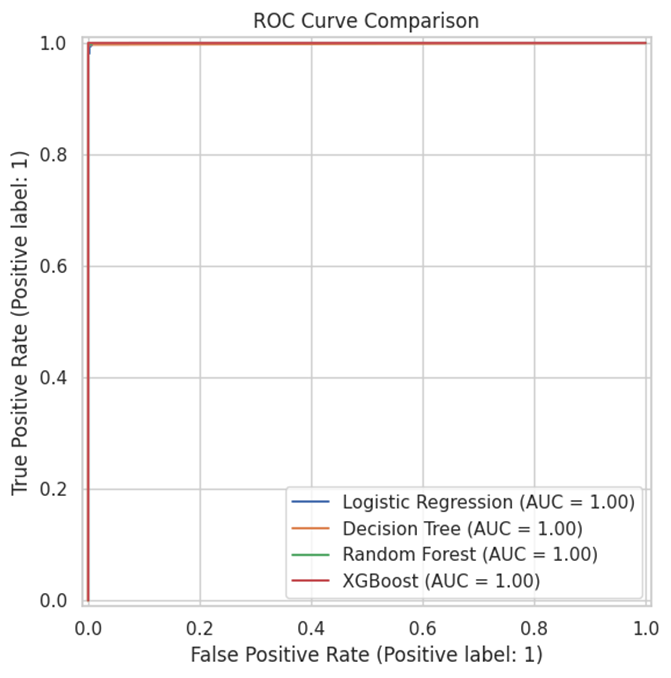 ROC Curve Comparison
1.0
0.8
0.6
0.4
0.2
0.0
True Positive Rate (Positive label: 1)
Logistic Regression (AUC = 1.00)
Decision Tree (AUC = 1.00)
Random Forest (AUC = 1.00)
XGBoost (AUC = 1.00)
0.0 0.2 0.4 0.6 0.8 1.0
False Positive Rate (Positive label: 1)